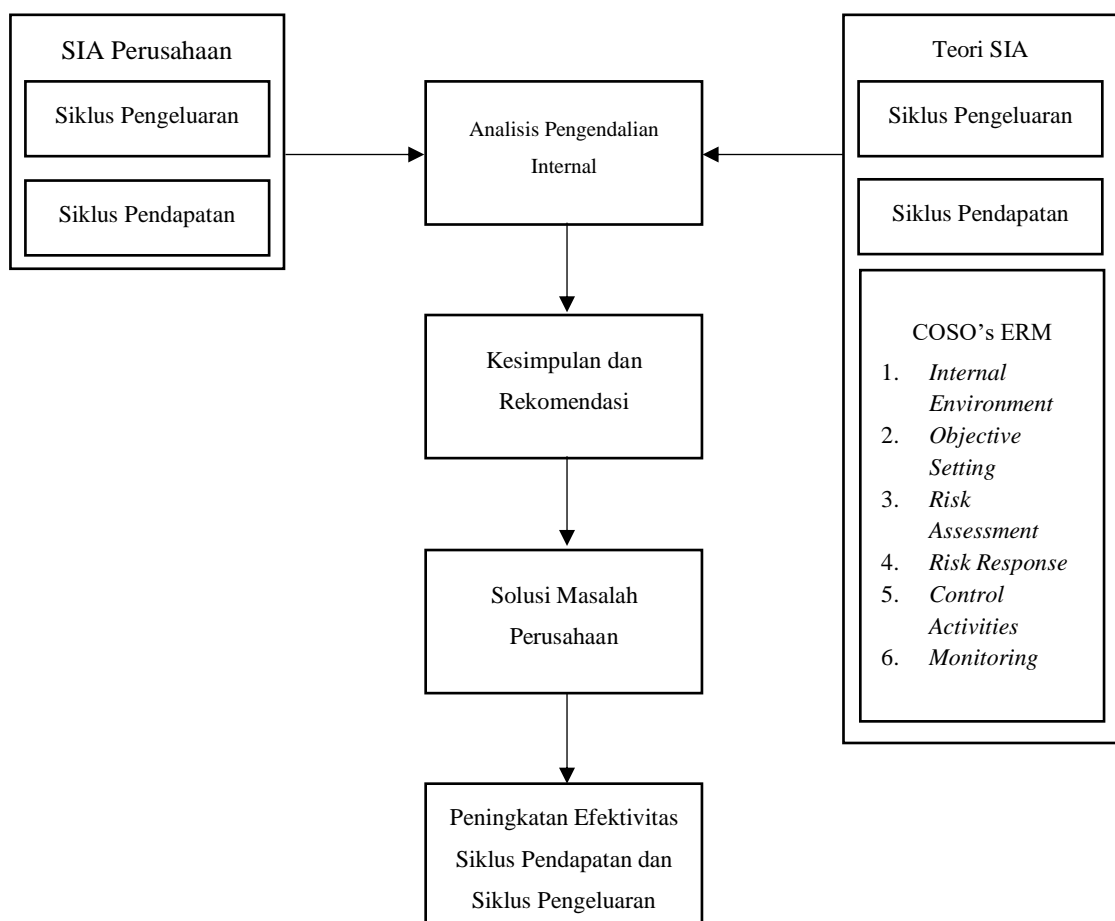 SIA Perusahaan
Siklus Pengeluaran
Siklus Pendapatan
Analisis Pengendalian
Internal
Kesimpulan dan
Rekomendasi
Solusi Masalah
Perusahaan
Peningkatan Efektivitas
Siklus Pendapatan dan
Siklus Pengeluaran
Teori SIA
Siklus Pengeluaran
Siklus Pendapatan
COSO’s ERM
1. Internal
Environment
2. Objective
Setting
3. Risk
Assessment
4. Risk Response
5. Control
Activities
6. Monitoring